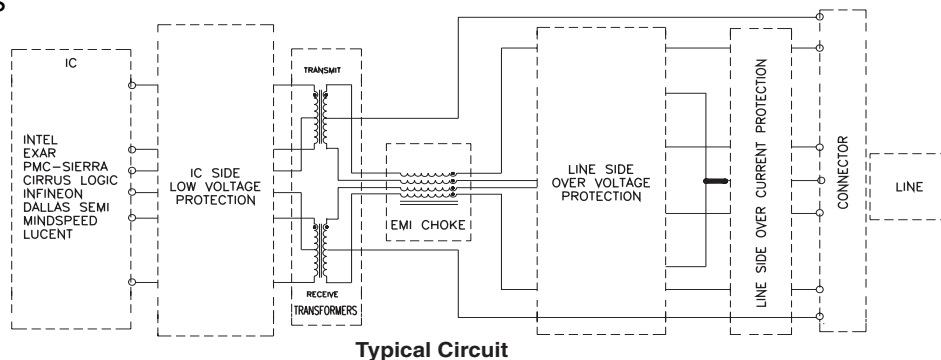 S
IC
INTEL
EXAR
PMC-SIERRA
CIRRUS LOGIC
INFINEON
DALLAS SEMI
MINDSPEED
LUCENT
IC SIDE
LOW VOLTAGE
PROTECTION
TRANSMIT
RECEIVE
TRANSFORMERS
EMI CHOKE
LINE SIDE
OVER VOLTAGE
PROTECTION
LINE SIDE OVER CURRENT PROTECTION
CONNECTOR
LINE
Typical Circuit